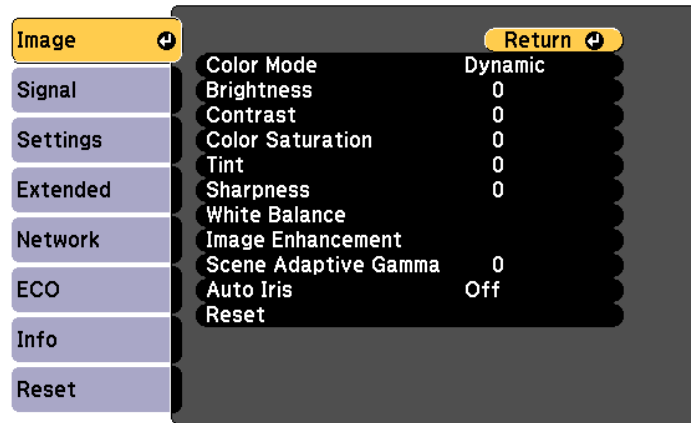 Image
Signal
Settings
Extended
Network
ECO
Info
Reset
Return
Color Mode Dynamic
Brightness 0
Contrast 0
Color Saturation 0
Tint 0
Sharpness 0
White Balance
Image Enhancement
Scene Adaptive Gamma 0
Auto Iris Off
Reset